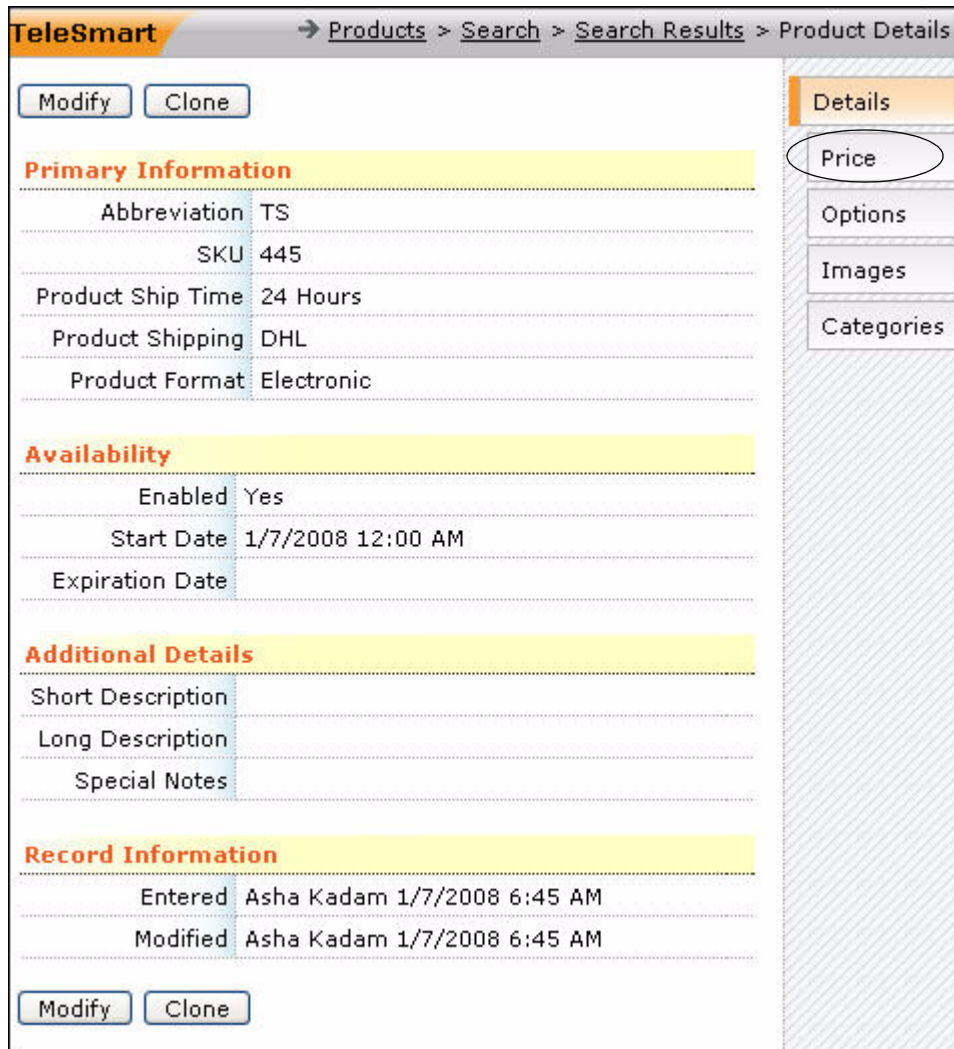 TeleSmart → Products > Search > Search Results > Product Details
Modify Clone
Primary Information
Abbreviation TS
SKU 445
Product Ship Time 24 Hours
Product Shipping DHL
Product Format Electronic
Availability
Enabled Yes
Start Date 1/7/2008 12:00 AM
Expiration Date
Additional Details
Short Description
Long Description
Special Notes
Record Information
Entered Asha Kadam 1/7/2008 6:45 AM
Modified Asha Kadam 1/7/2008 6:45 AM
Modify Clone
Details
Price
Options
Images
Categories